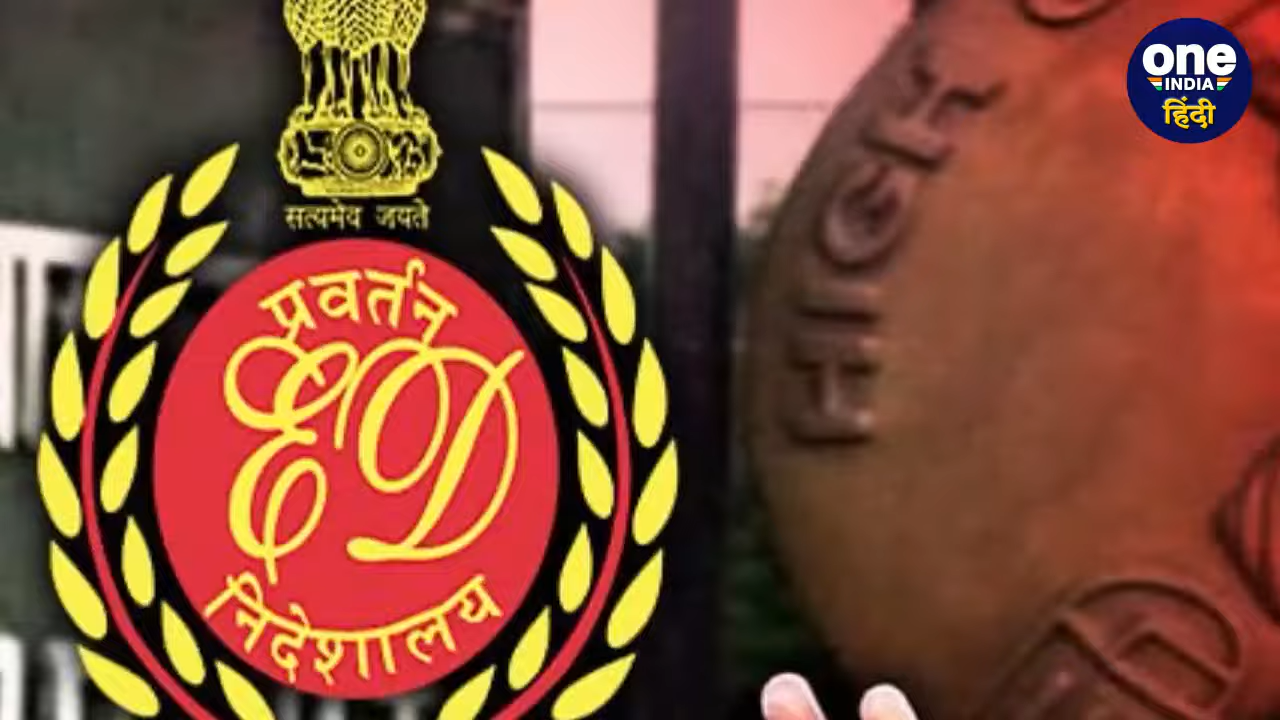 one
INDIA
हिंदी
सत्यमेव जयते
प्रवर्तन
ED
निदेशालय
HIGH